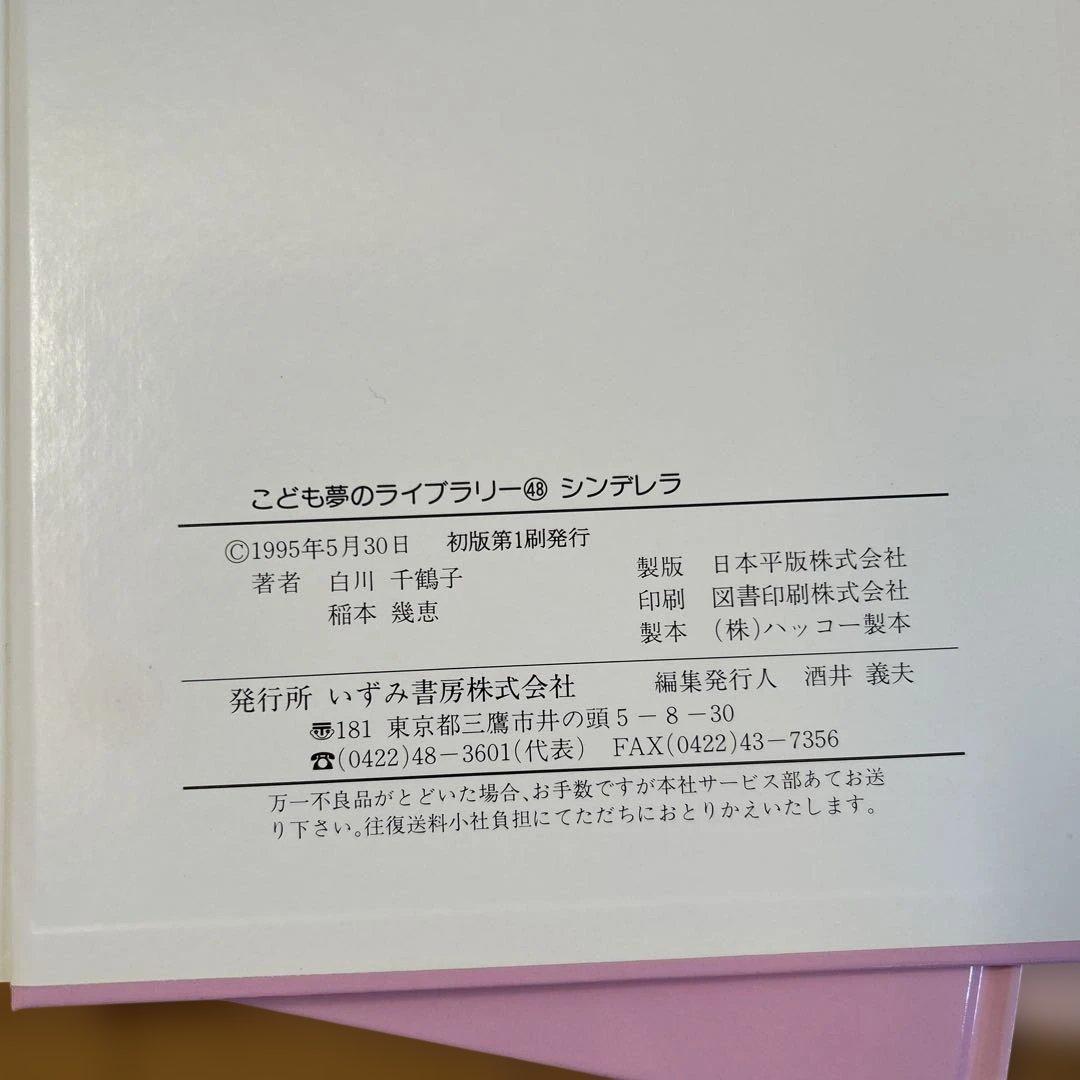 こども夢のライブラリー㊽ シンデレラ
©1995年5月30日 初版第1刷発行
著者 白川 千鶴子
稲本 幾恵
製版 日本平版株式会社
印刷 図書印刷株式会社
製本 (株)ハッコー製本
発行所 いずみ書房株式会社 編集発行人 酒井 義夫
〠181 東京都三鷹市井の頭5－8－30
☎(0422)48－3601(代表) FAX(0422)43－7356
万一不良品がとどいた場合、お手数ですが本社サービス部あてお送
り下さい。往復送料小社負担にてただちにおとりかえいたします。